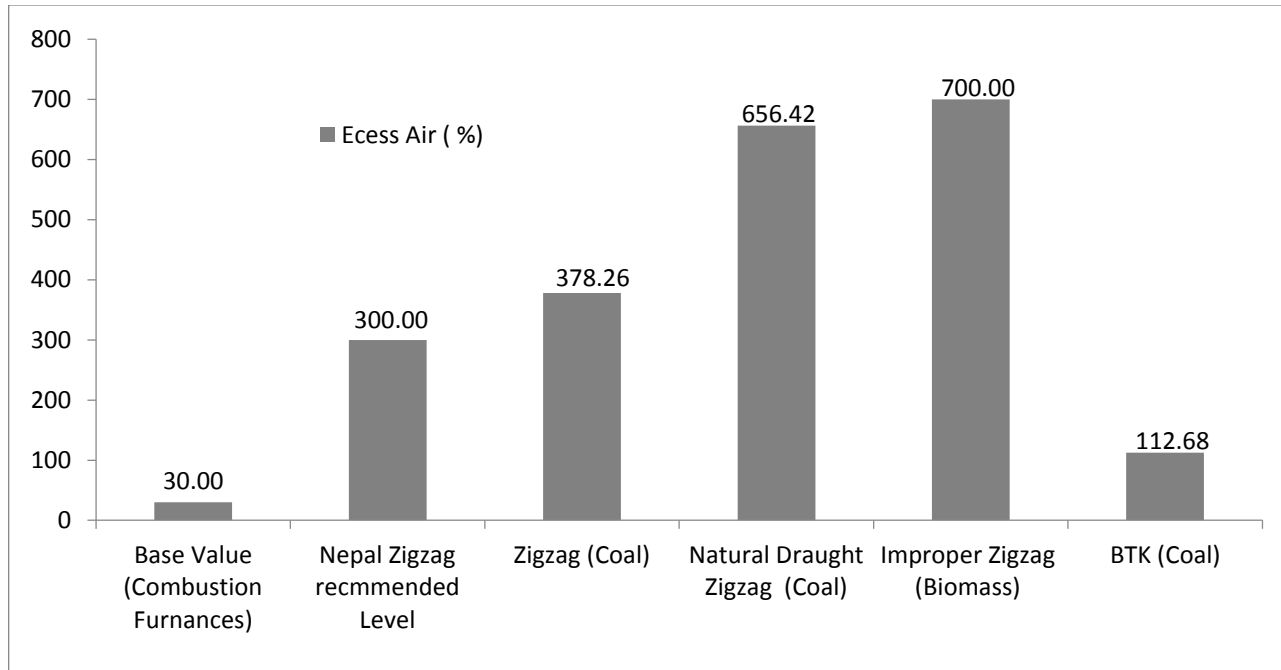 800
700
600
500
400
300
200
100
0
Ecess Air ( %)
30.00
300.00
378.26
656.42
700.00
112.68
Base Value
(Combustion
Furnances)
Nepal Zigzag
recmmended
Level
Zigzag (Coal)
Natural Draught
Zigzag  (Coal)
Improper Zigzag
(Biomass)
BTK (Coal)